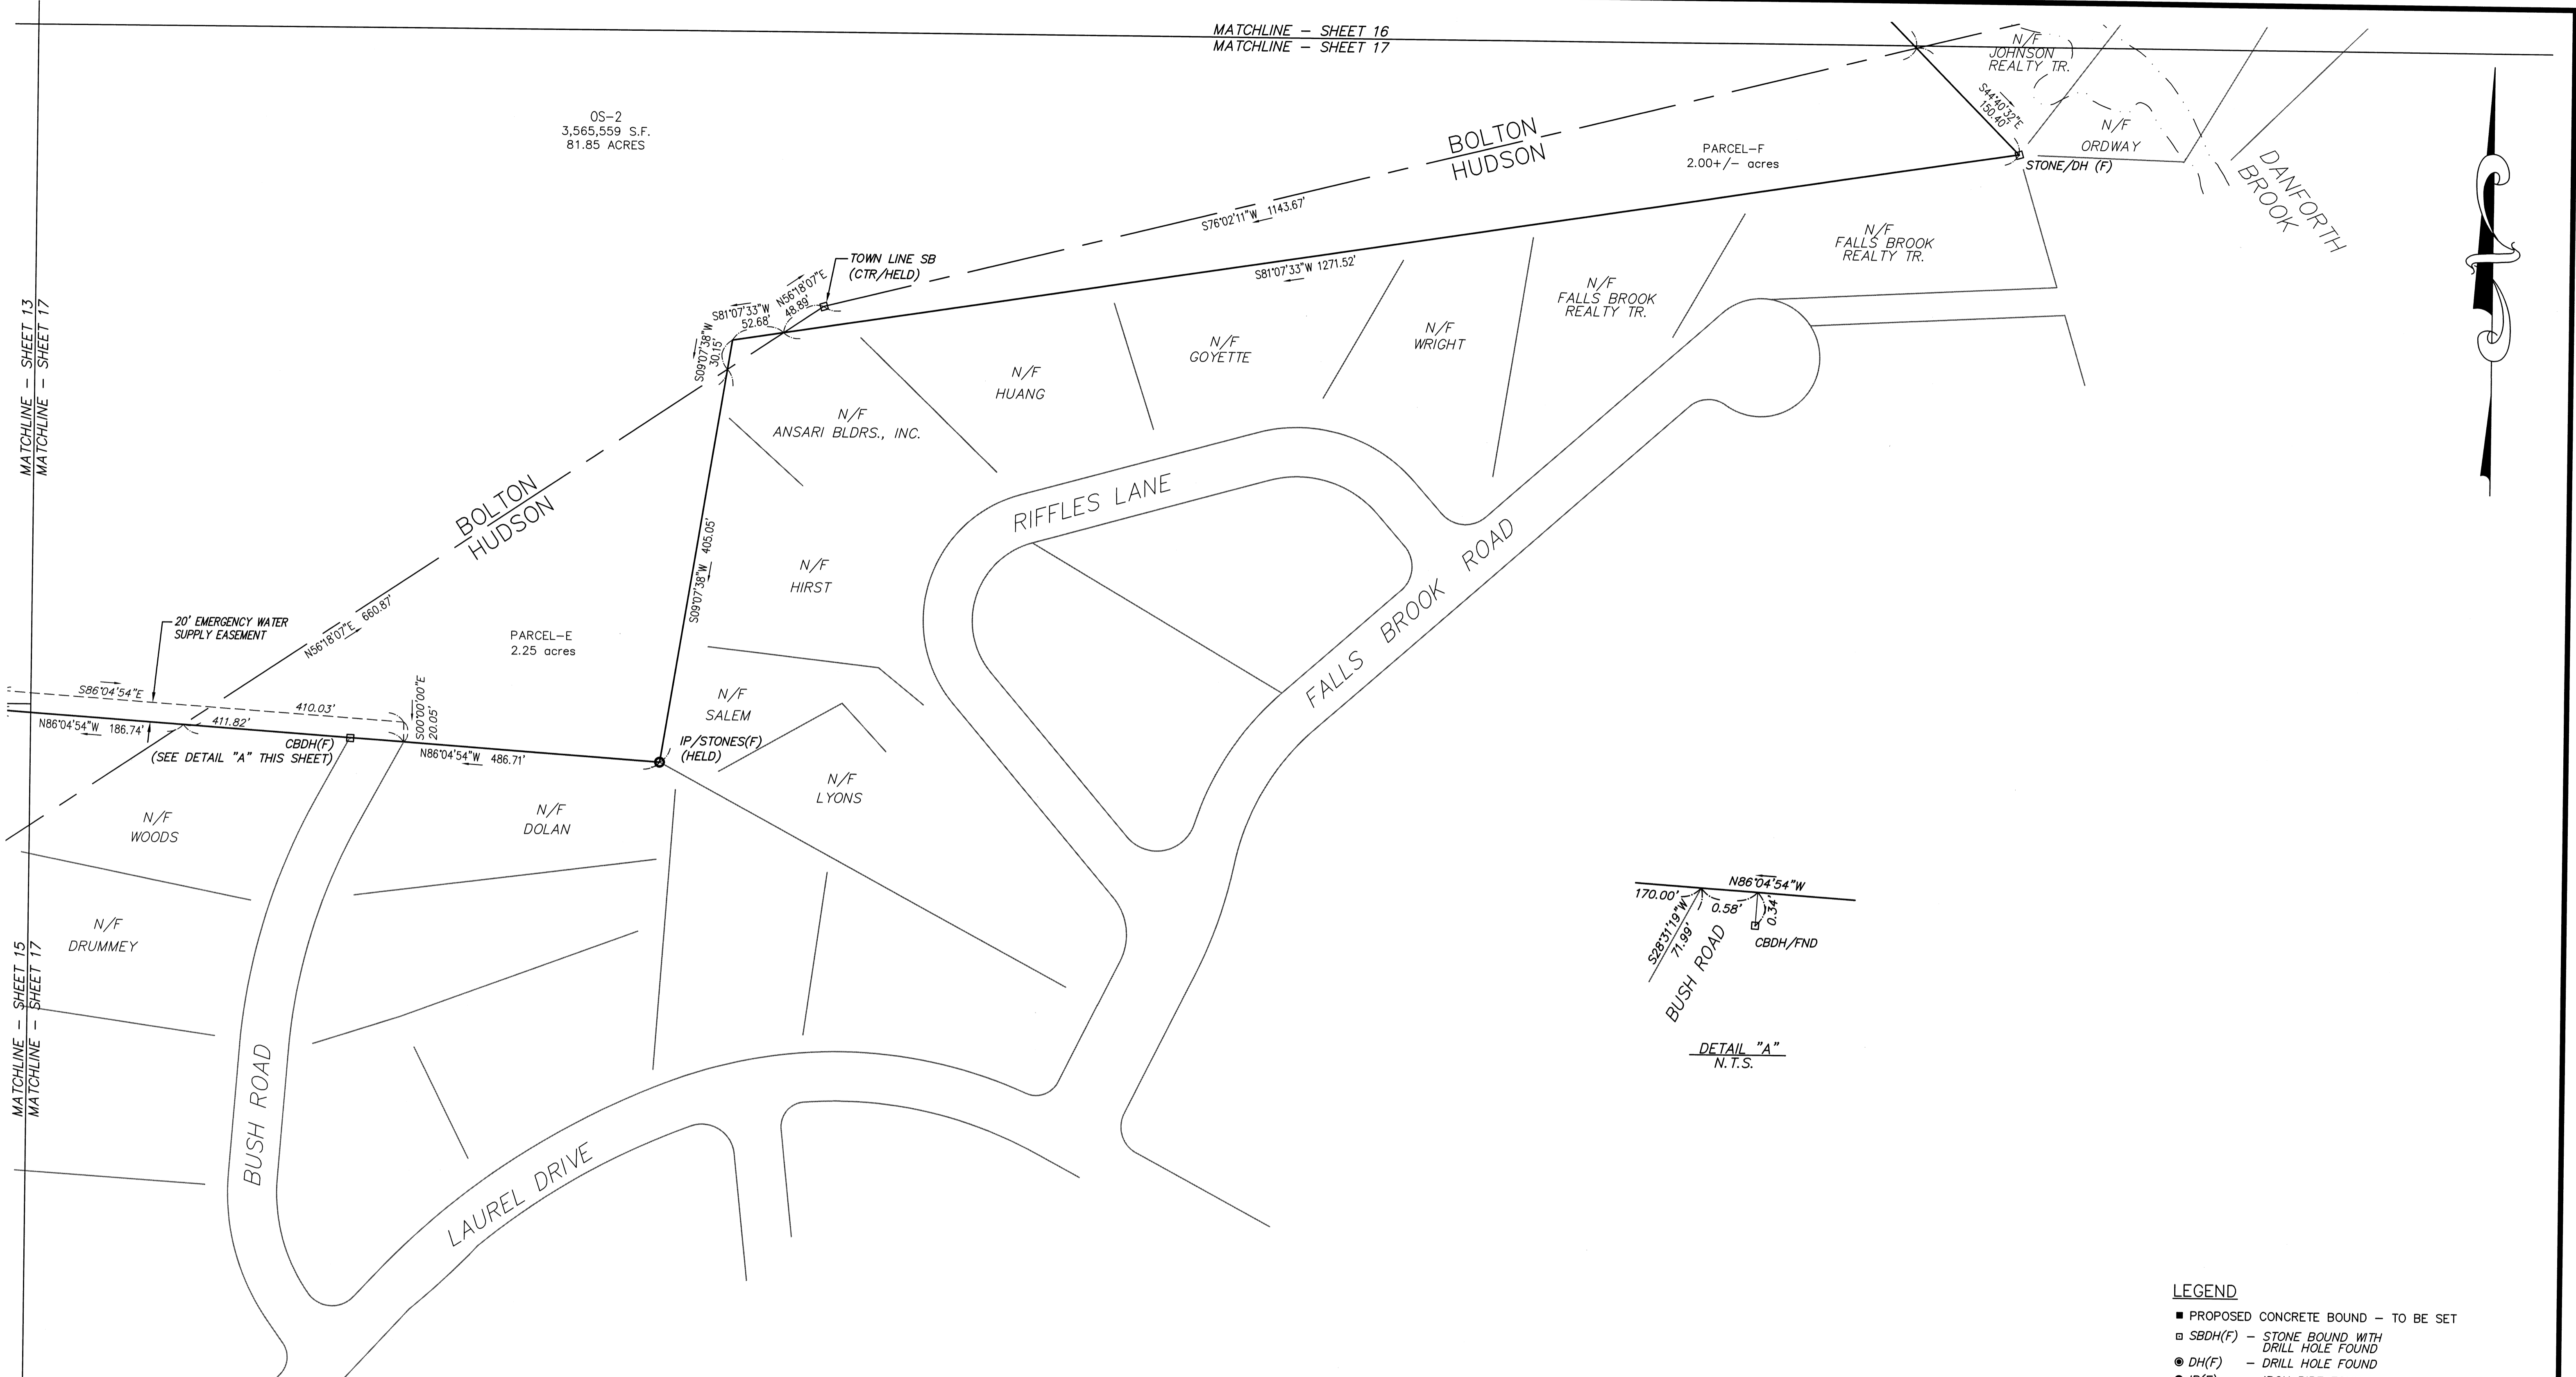 MATCHLINE – SHEET 16
MATCHLINE – SHEET 17
N/F
JOHNSON
REALTY TR.
OS-2
3,565,559 S.F.
81.85 ACRES
S44°40'32"E
150.40'
N/F
ORDWAY
BOLTON
HUDSON
PARCEL-F
2.00+/- acres
STONE/DH (F)
DANFORTH
BROOK
S76°02'11"W 1143.67'
N/F
FALLS BROOK
REALTY TR.
TOWN LINE SB
(CTR/HELD)
N56°18'07"E
48.89'
S81°07'33"W
52.68'
S81°07'33"W 1271.52'
N/F
FALLS BROOK
REALTY TR.
S09°07'38"W
30.15'
MATCHLINE – SHEET 13
MATCHLINE – SHEET 17
N/F
WRIGHT
N/F
GOYETTE
N/F
HUANG
N/F
ANSARI BLDRS., INC.
BOLTON
HUDSON
RIFFLES LANE
S09°07'38"W 405.05'
N/F
HIRST
FALLS BROOK ROAD
N56°18'07"E 660.87'
20' EMERGENCY WATER
SUPPLY EASEMENT
PARCEL-E
2.25 acres
S86°04'54"E
410.03'
S00°00'00"E
20.05'
N86°04'54"W 186.74'
411.82'
CBDH(F)
(SEE DETAIL "A" THIS SHEET)
N86°04'54"W 486.71'
N/F
SALEM
IP/STONES(F)
(HELD)
N/F
LYONS
N/F
WOODS
N/F
DOLAN
N/F
DRUMMEY
MATCHLINE – SHEET 15
MATCHLINE – SHEET 17
BUSH ROAD
LAUREL DRIVE
N86°04'54"W
170.00'
0.58'
0.34'
S28°31'19"W
71.99'
CBDH/FND
BUSH ROAD
DETAIL "A"
N.T.S.
LEGEND
PROPOSED CONCRETE BOUND – TO BE SET
SBDH(F) – STONE BOUND WITH
DRILL HOLE FOUND
DH(F) – DRILL HOLE FOUND